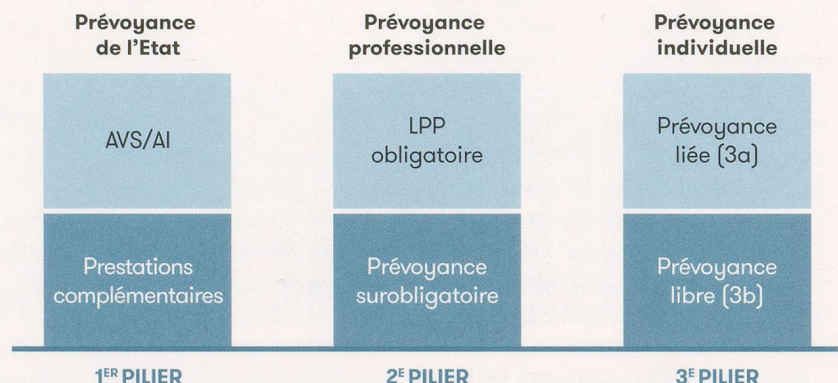 Prévoyance
de l'Etat
AVS/AI
Prestations
complémentaires
1ER PILIER
Prévoyance
professionnelle
LPP
obligatoire
Prévoyance
surobligatoire
2E PILIER
Prévoyance
individuelle
Prévoyance
liée (3a)
Prévoyance
libre (3b)
3E PILIER